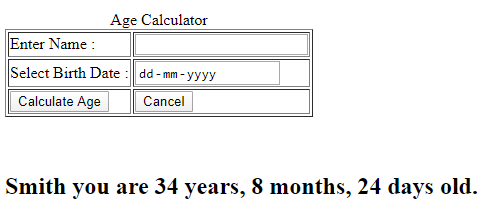 Age Calculator
Enter Name :
Select Birth Date : dd-mm-yyyy
Calculate Age Cancel
Smith you are 34 years, 8 months, 24 days old.